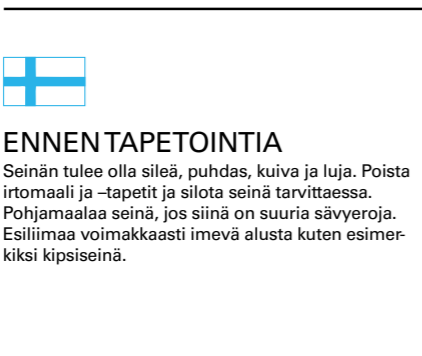 ENNEN TAPETOINTIA
Seinän tulee olla sileä, puhdas, kuiva ja luja. Poista
irtomaali ja –tapetit ja silota seinä tarvittaessa.
Pohjamaalaa seinä, jos siinä on suuria sävyeroja.
Esiliimaa voimakkaasti imevä alusta kuten esimer-
kiksi kipsiseinä.